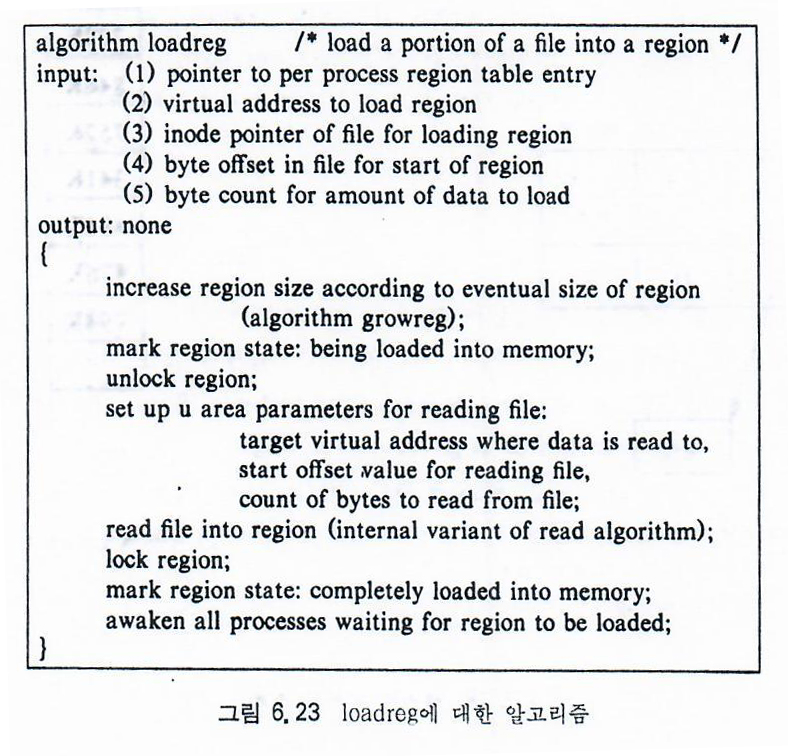 algorithm loadreg /* load a portion of a file into a region */
input: (1) pointer to per process region table entry
(2) virtual address to load region
(3) inode pointer of file for loading region
(4) byte offset in file for start of region
(5) byte count for amount of data to load
output: none
{
increase region size according to eventual size of region
(algorithm growreg);
mark region state: being loaded into memory;
unlock region;
set up u area parameters for reading file:
target virtual address where data is read to,
start offset value for reading file,
count of bytes to read from file;
read file into region (internal variant of read algorithm);
lock region;
mark region state: completely loaded into memory;
awaken all processes waiting for region to be loaded;
}
그림 6.23 loadreg에 대한 알고리즘